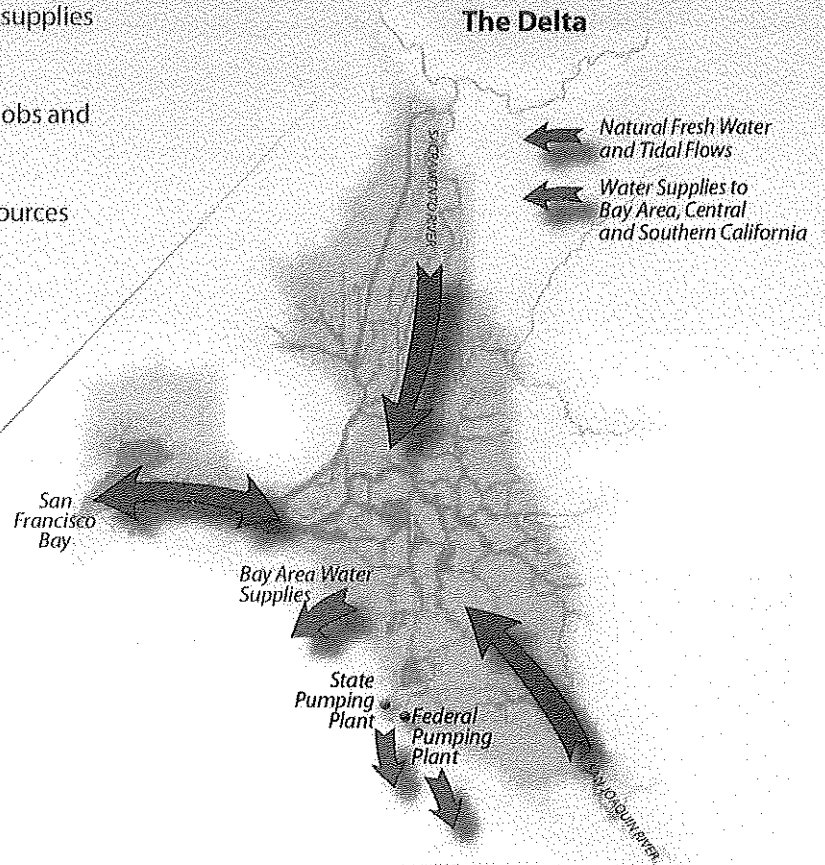 supplies
obs and
ources
The Delta
Natural Fresh Water
and Tidal Flows
Water Supplies to
Bay Area, Central
and Southern California
SACRAMENTO RIVER
San
Francisco
Bay
Bay Area Water
Supplies
State
Pumping
Plant
Federal
Pumping
Plant
SAN JOAQUIN RIVER